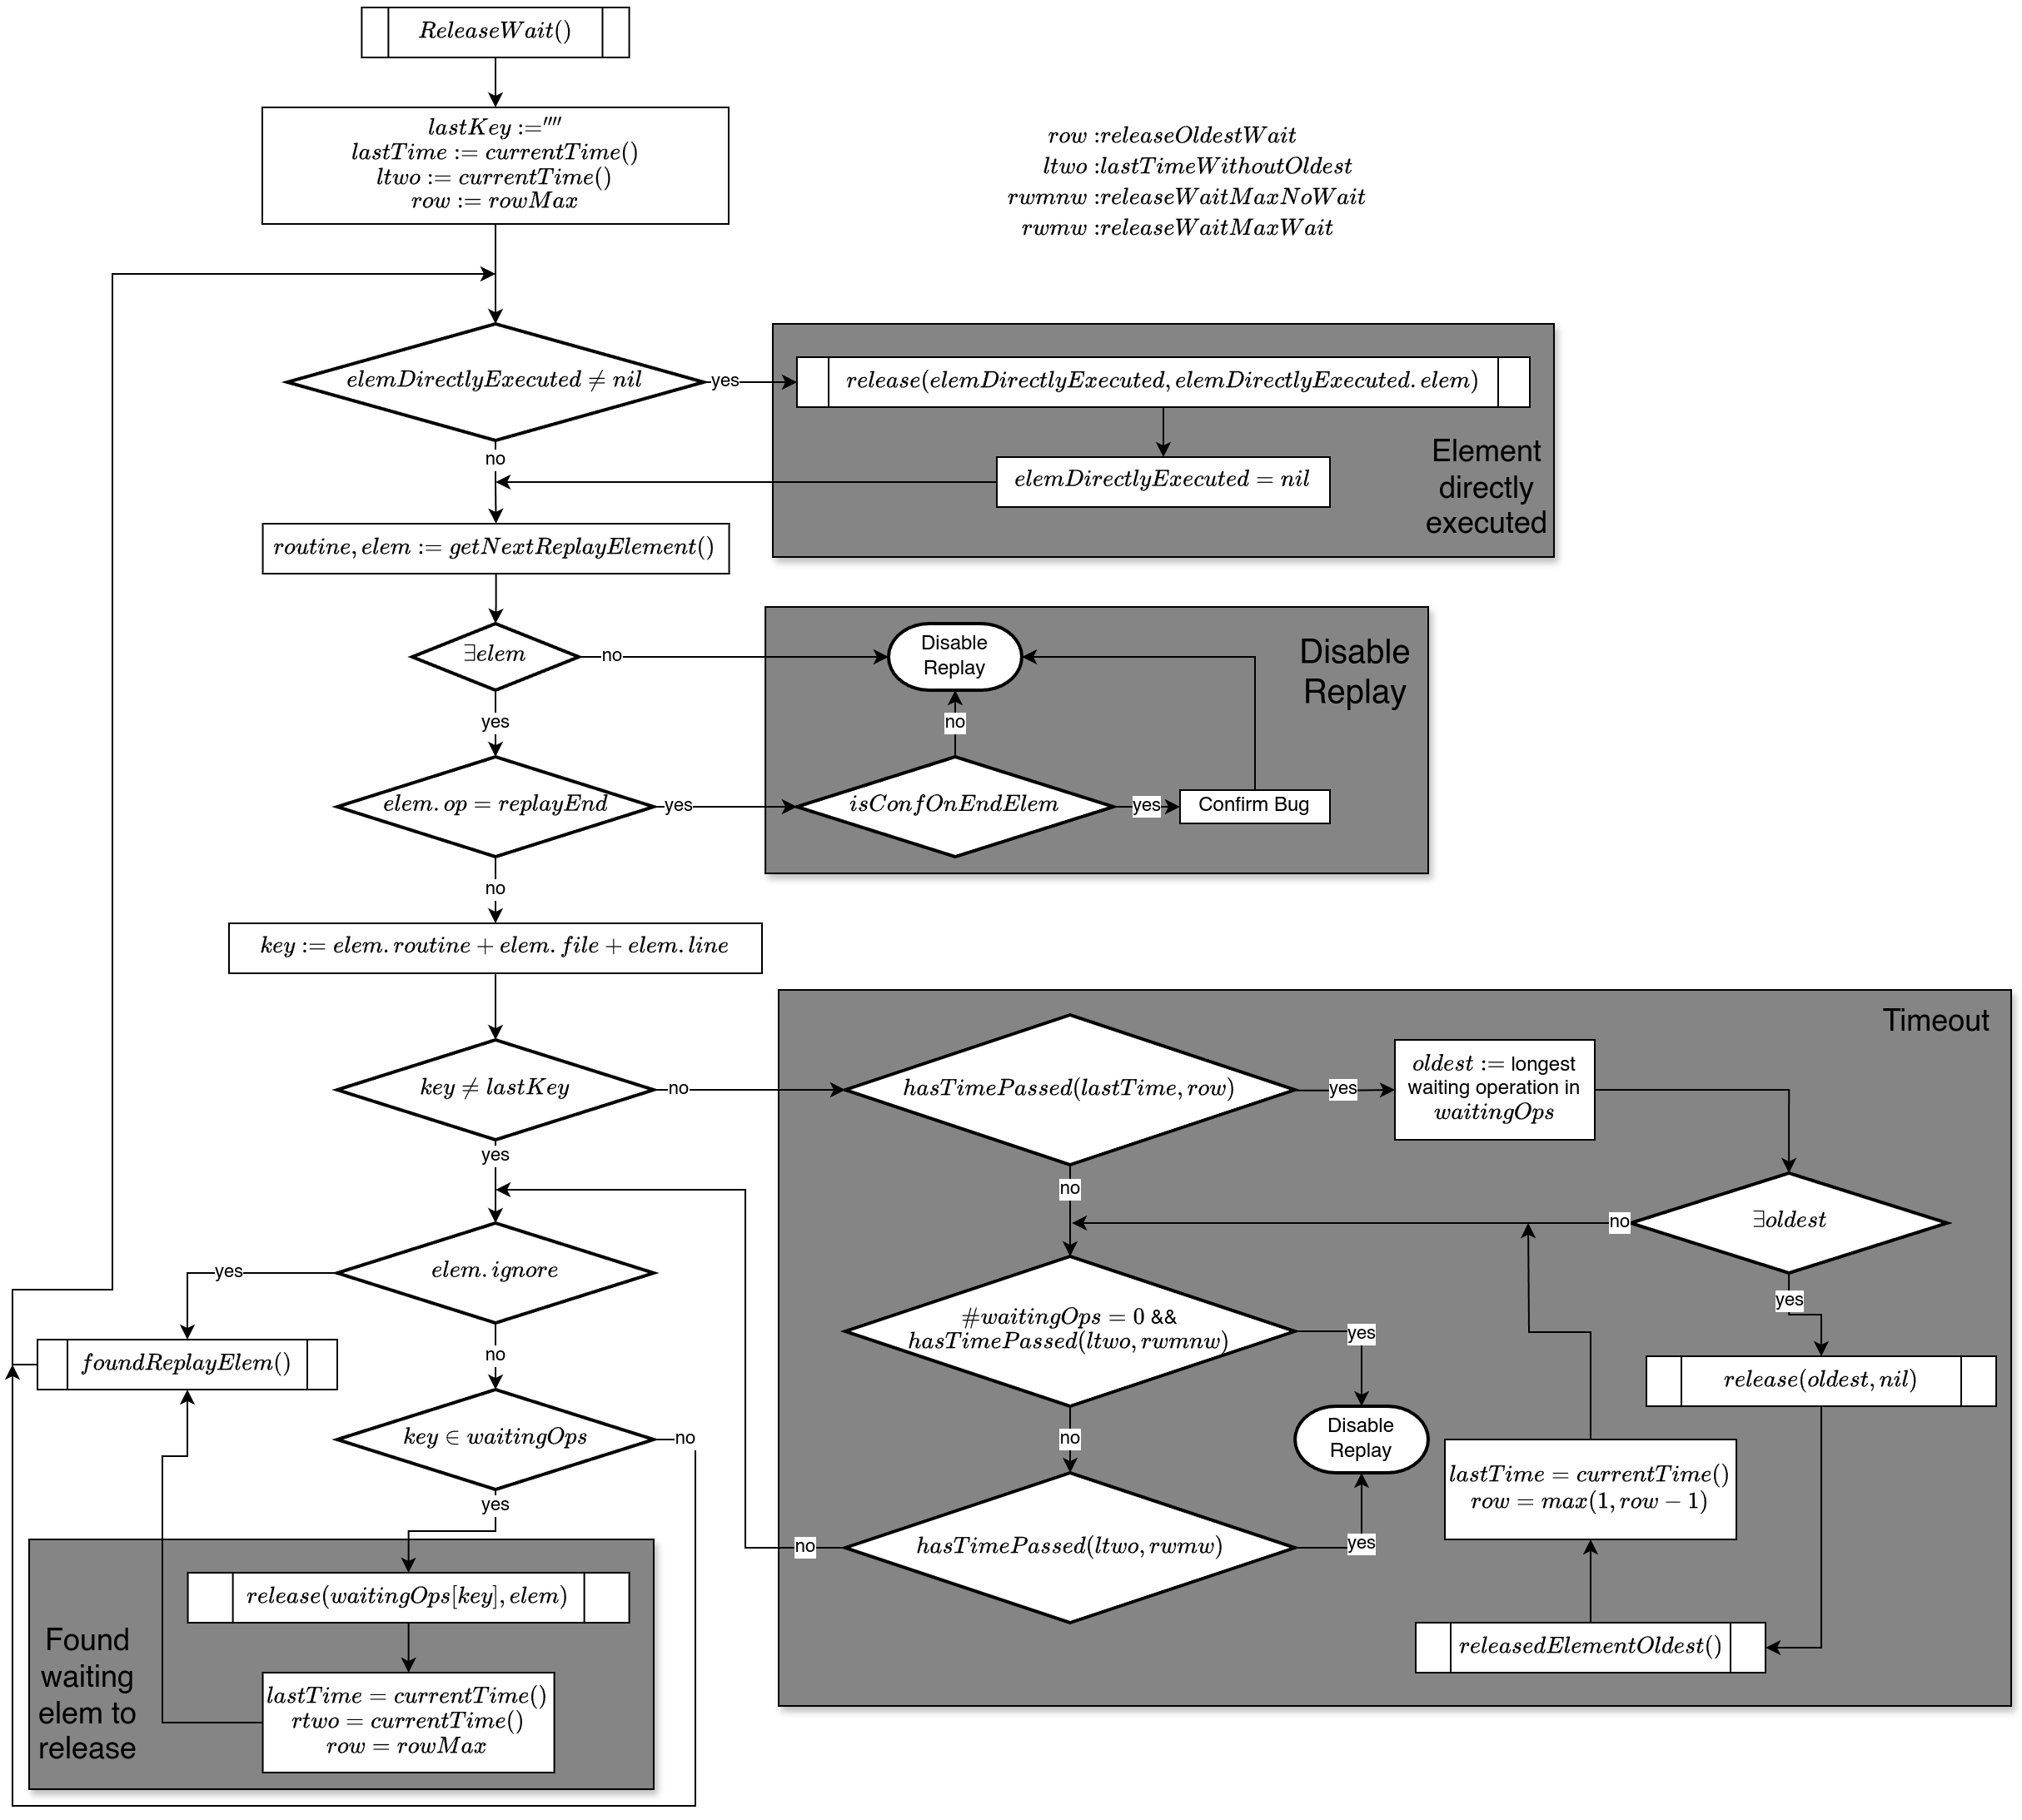 ReleaseWait()
lastKey :=""
lastTime := currentTime()
ltwo := currentTime()
row := rowMax
row :releaseOldestWait
ltwo :lastTimeWithoutOldest
rwmnw :releaseWaitMaxNoWait
rwmw :releaseWaitMaxWait
elemDirectlyExecuted ≠ nil
yes
release(elemDirectlyExecuted, elemDirectlyExecuted.elem)
no
elemDirectlyExecuted = nil
Element
directly
executed
routine, elem := getNextReplayElement()
∃elem
no
Disable
Replay
Disable
Replay
yes
no
elem.op = replayEnd
yes
isConfOnEndElem
yes
Confirm Bug
no
key := elem.routine + elem.file + elem.line
Timeout
key ≠ lastKey
no
hasTimePassed(lastTime, row)
yes
oldest := longest
waiting operation in
waitingOps
yes
no
∃oldest
no
yes
elem.ignore
yes
#waitingOps = 0 &&
hasTimePassed(ltwo, rwmnw)
yes
foundReplayElem()
no
release(oldest, nil)
key ∈ waitingOps
no
no
Disable
Replay
lastTime = currentTime()
row = max(1, row − 1)
yes
hasTimePassed(ltwo, rwmw)
no
yes
release(waitingOps[key], elem)
releasedElementOldest()
Found
waiting
elem to
release
lastTime = currentTime()
rtwo = currentTime()
row = rowMax